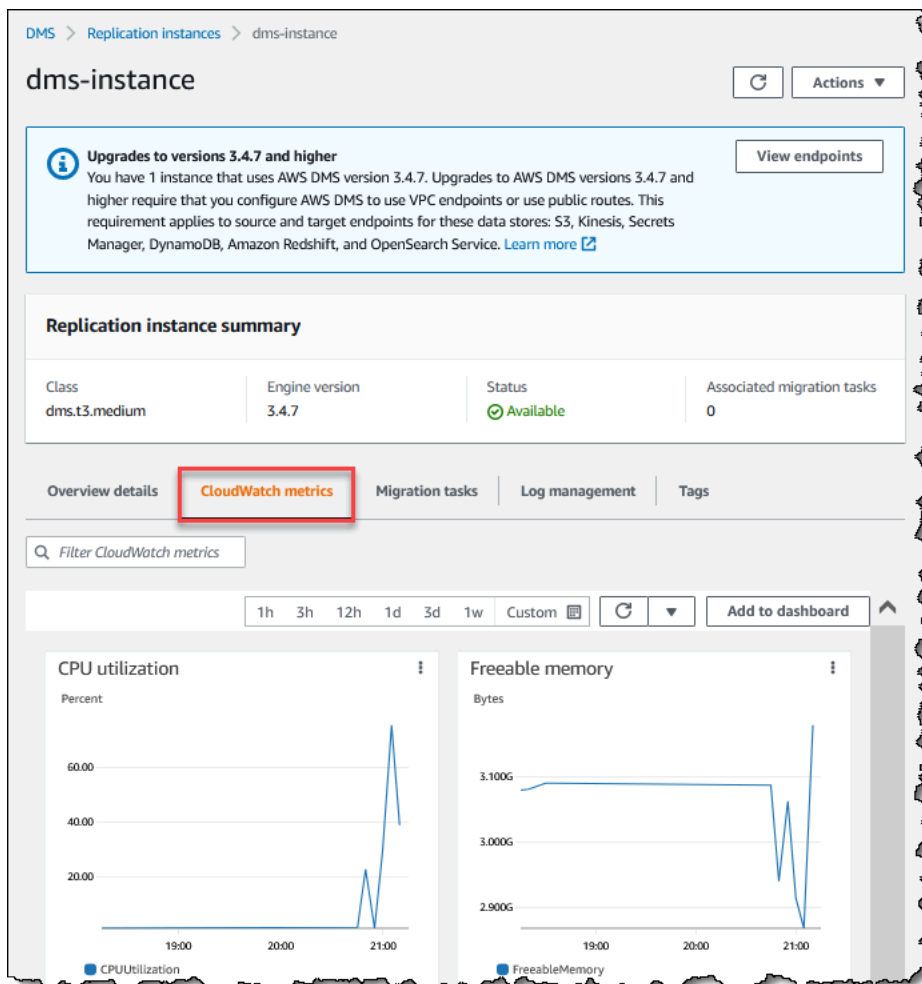 DMS > Replication instances > dms-instance
dms-instance
Actions
Upgrades to versions 3.4.7 and higher
View endpoints
You have 1 instance that uses AWS DMS version 3.4.7. Upgrades to AWS DMS versions 3.4.7 and
higher require that you configure AWS DMS to use VPC endpoints or use public routes. This
requirement applies to source and target endpoints for these data stores: S3, Kinesis, Secrets
Manager, DynamoDB, Amazon Redshift, and OpenSearch Service. Learn more
Replication instance summary
Class
dms.t3.medium
Engine version
3.4.7
Status
Available
Associated migration tasks
0
Overview details CloudWatch metrics Migration tasks Log management Tags
Filter CloudWatch metrics
1h 3h 12h 1d 3d 1w Custom Add to dashboard
CPU utilization
Percent
60.00
40.00
20.00
19:00 20:00 21:00
CPUUtilization
Freeable memory
Bytes
3.100G
3.000G
2.900G
19:00 20:00 21:00
FreeableMemory